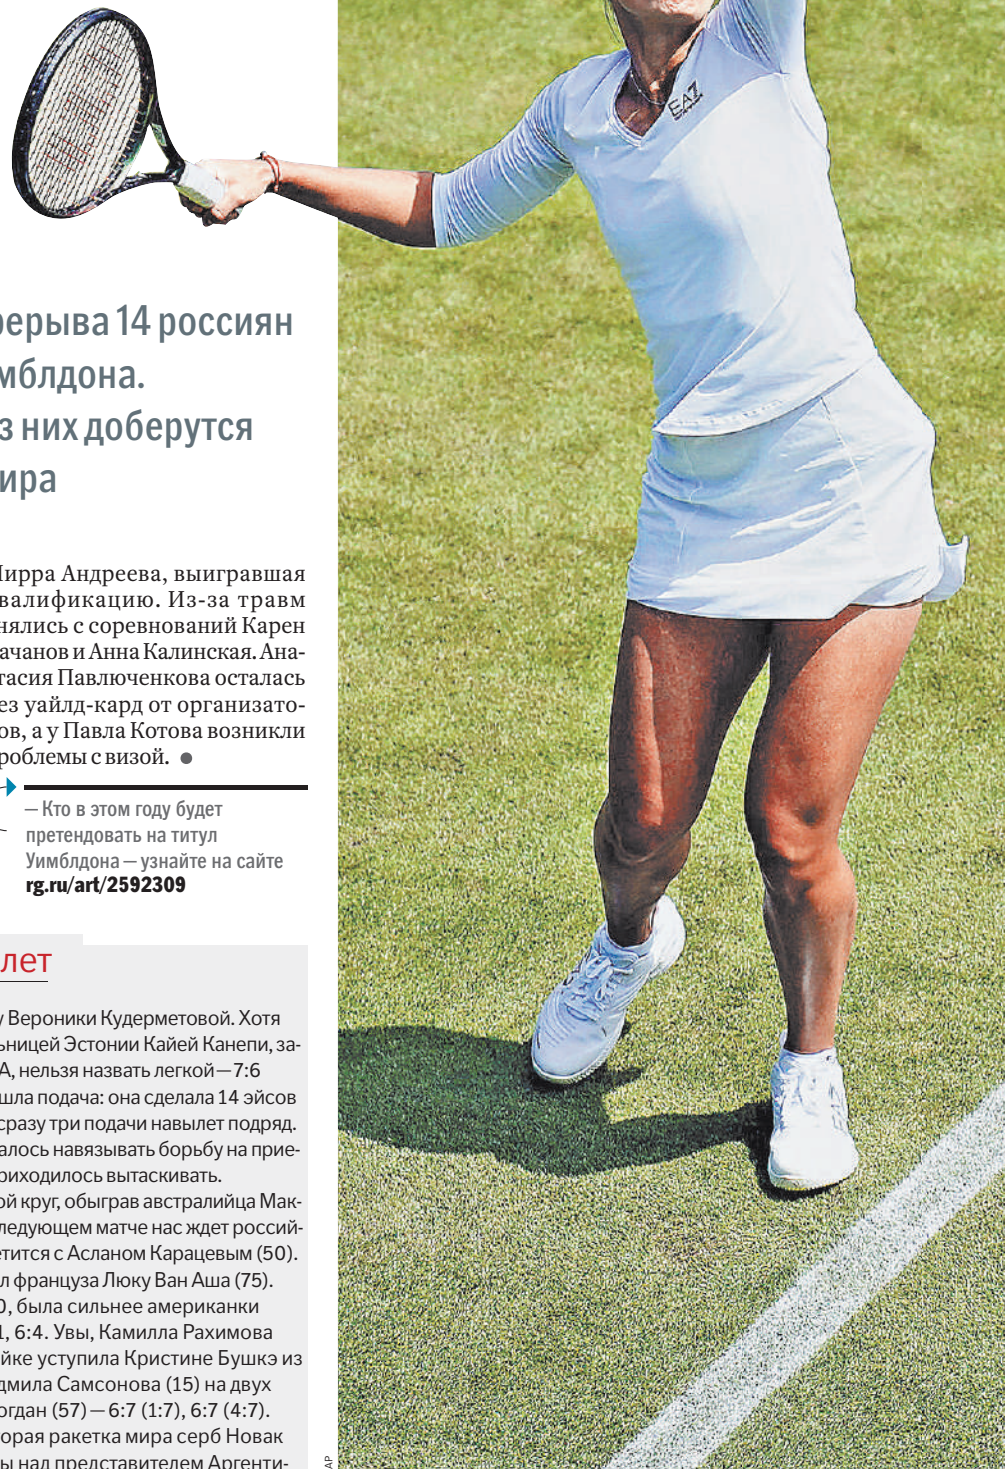 EA7
рерыва 14 россиян
мблдона.
з них доберутся
ира
Мирра Андреева, выигравшая
валификацию. Из-за травм
нялись с соревнований Карен
ачанов и Анна Калинская. Ана-
тасия Павлюченкова осталась
ез уайлд-кард от организато-
ов, а у Павла Котова возникли
роблемы с визой. ●
— Кто в этом году будет
претендовать на титул
Уимблдона — узнайте на сайте
rg.ru/art/2592309
лет
у Вероники Кудерметовой. Хотя
ьницей Эстонии Кайей Канепи, за-
А, нельзя назвать легкой — 7:6
шла подача: она сделала 14 эйсов
сразу три подачи навылет подряд.
алось навязывать борьбу на прие-
риходилось вытаскивать.
ой круг, обыграв австралийца Мак-
ледующем матче нас ждет россий-
етится с Асланом Карацевым (50).
л француза Люку Ван Аша (75).
0, была сильнее американки
1, 6:4. Увы, Камилла Рахимова
йке уступила Кристине Бушкэ из
дмила Самсонова (15) на двух
огдан (57) — 6:7 (1:7), 6:7 (4:7).
торая ракетка мира серб Новак
ы над представителем Аргенти-
AP